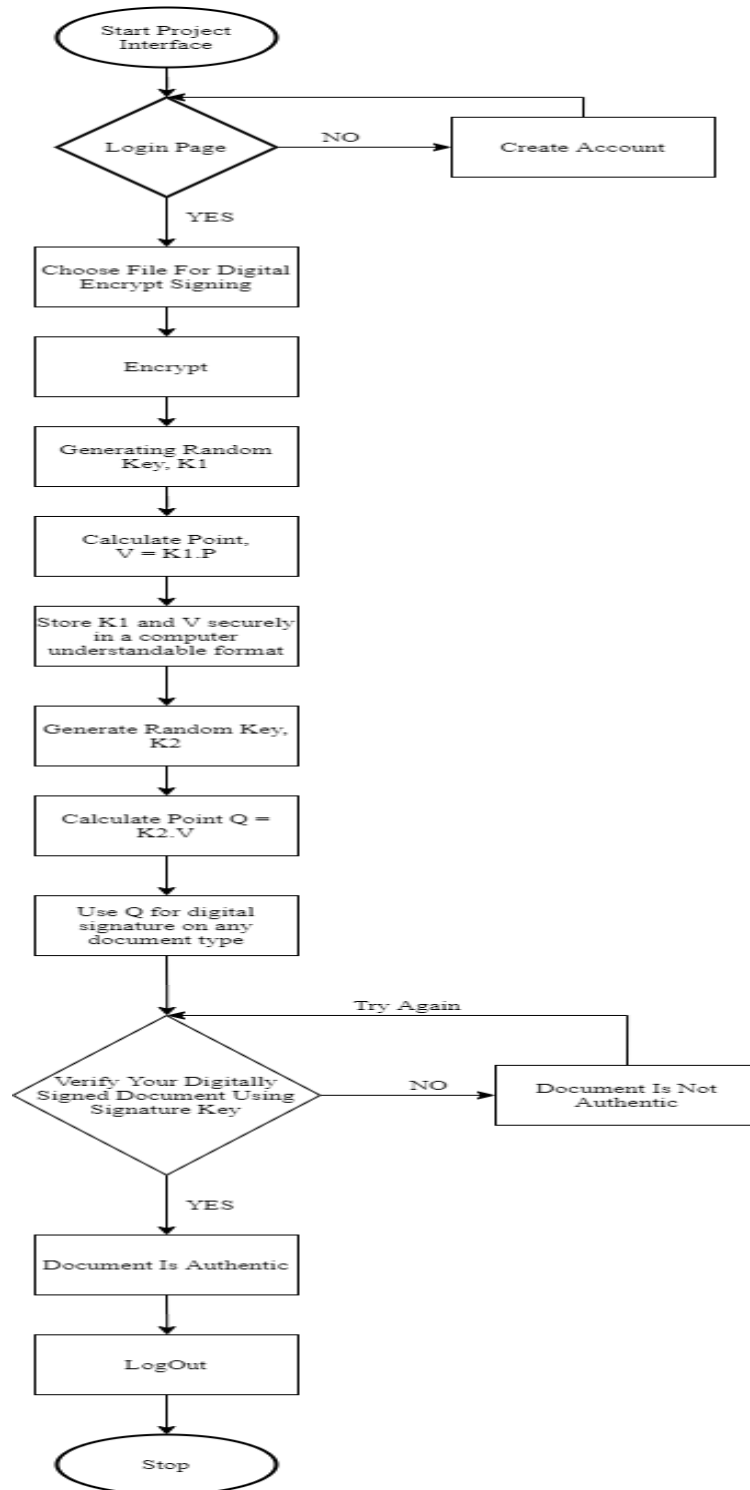 Start Project
Interface
Login Page
NO
Create Account
YES
Choose File For Digital
Encrypt Signing
Encrypt
Generating Random
Key, K1
Calculate Point,
V = K1.P
Store K1 and V securely
in a computer
understandable format
Generate Random Key,
K2
Calculate Point Q =
K2.V
Use Q for digital
signature on any
document type
Try Again
Verify Your Digitally
Signed Document Using
Signature Key
NO
Document Is Not
Authentic
YES
Document Is Authentic
LogOut
Stop